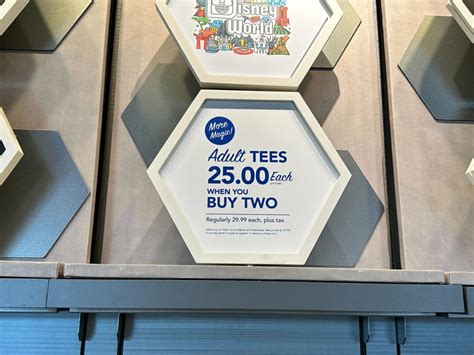 Disney
World
More
Magic!
Adult TEES
25.00 Each
WHEN YOU
BUY TWO
Regularly 29.99 each, plus tax